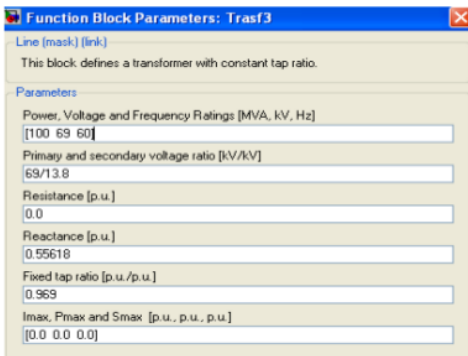 Function Block Parameters: Trasf3
Line (mask) (link)
This block defines a transformer with constant tap ratio.
Parameters
Power, Voltage and Frequency Ratings [MVA, kV, Hz]
[100 69 60]
Primary and secondary voltage ratio [kV/kV]
69/13.8
Resistance [p.u.]
0.0
Reactance [p.u.]
0.55618
Fixed tap ratio [p.u./p.u.]
0.969
Imax, Pmax and Smax [p.u., p.u., p.u.]
[0.0 0.0 0.0]